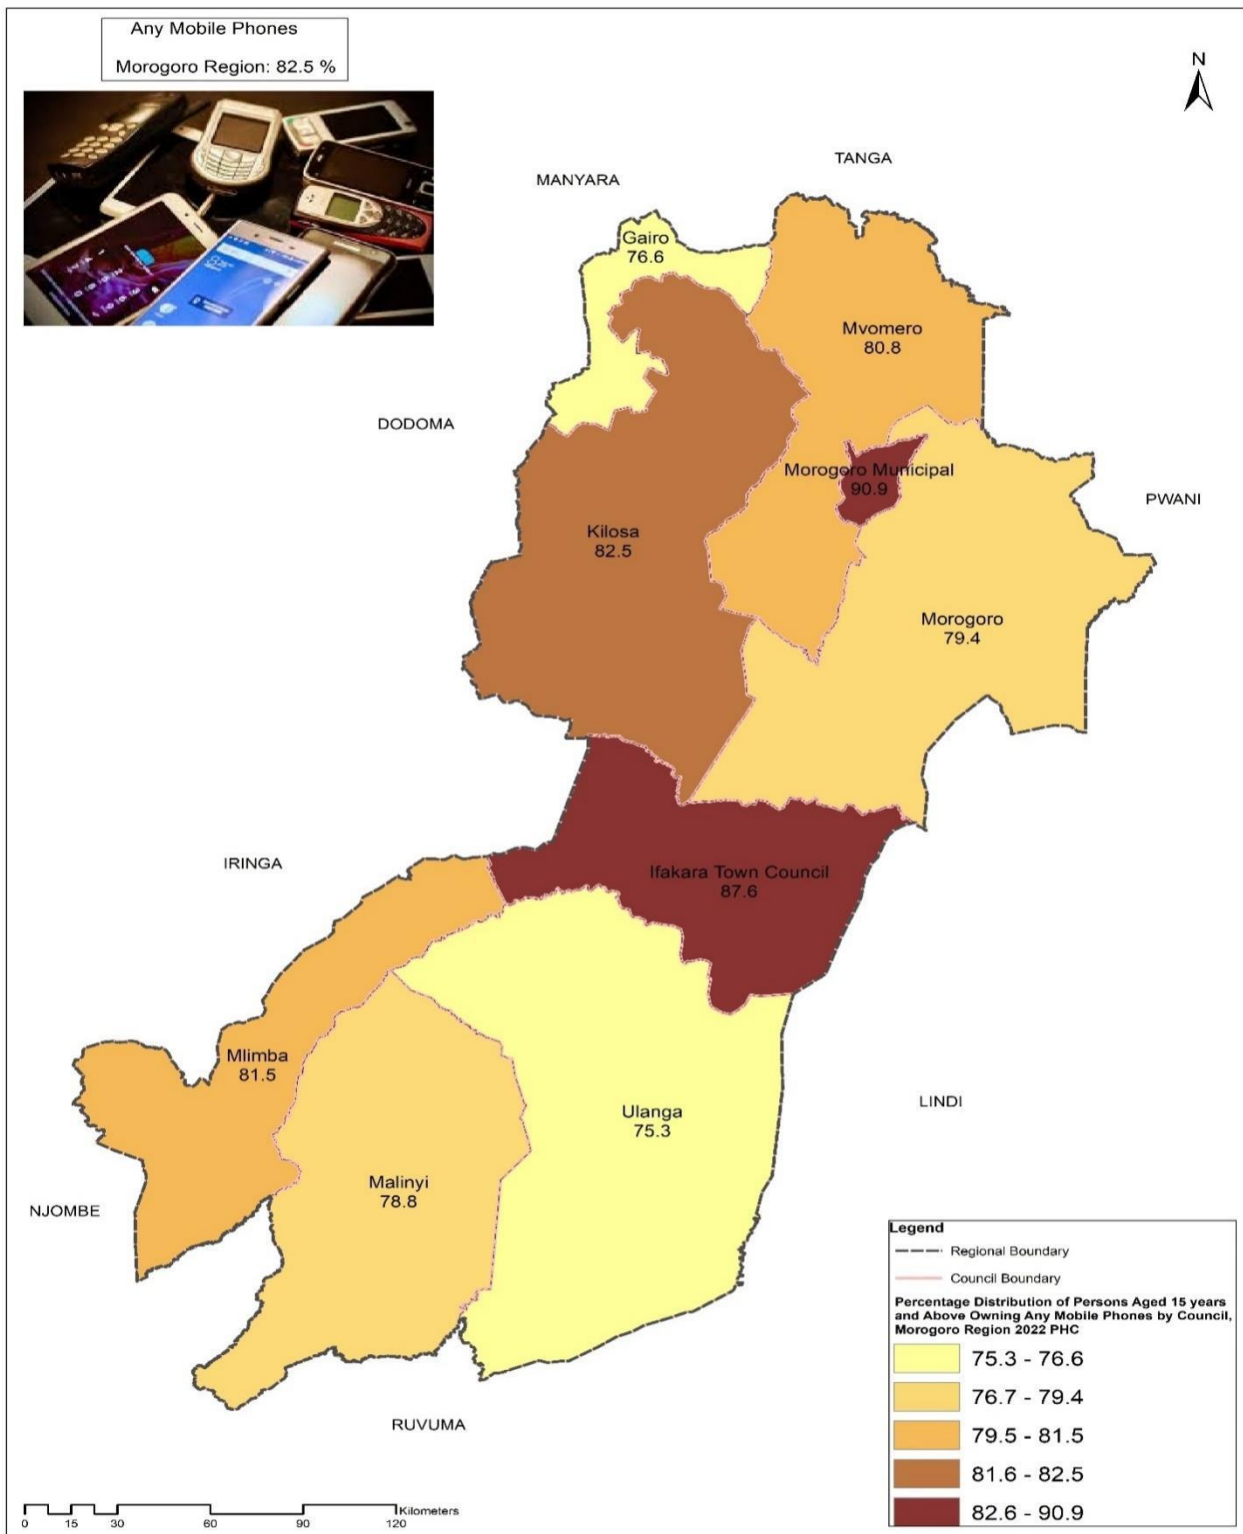 Any Mobile Phones
Morogoro Region: 82.5 %
N
TANGA
MANYARA
Gairo
76.6
Mvomero
80.8
DODOMA
Morogoro Municipal
90.9
PWANI
Kilosa
82.5
Morogoro
79.4
IRINGA
Ifakara Town Council
87.6
Mlimba
81.5
LINDI
Ulanga
75.3
Malinyi
78.8
NJOMBE
RUVUMA
Legend
Regional Boundary
Council Boundary
Percentage Distribution of Persons Aged 15 years
and Above Owning Any Mobile Phones by Council,
Morogoro Region 2022 PHC
75.3 - 76.6
76.7 - 79.4
79.5 - 81.5
81.6 - 82.5
82.6 - 90.9
Kilometers
0 15 30 60 90 120